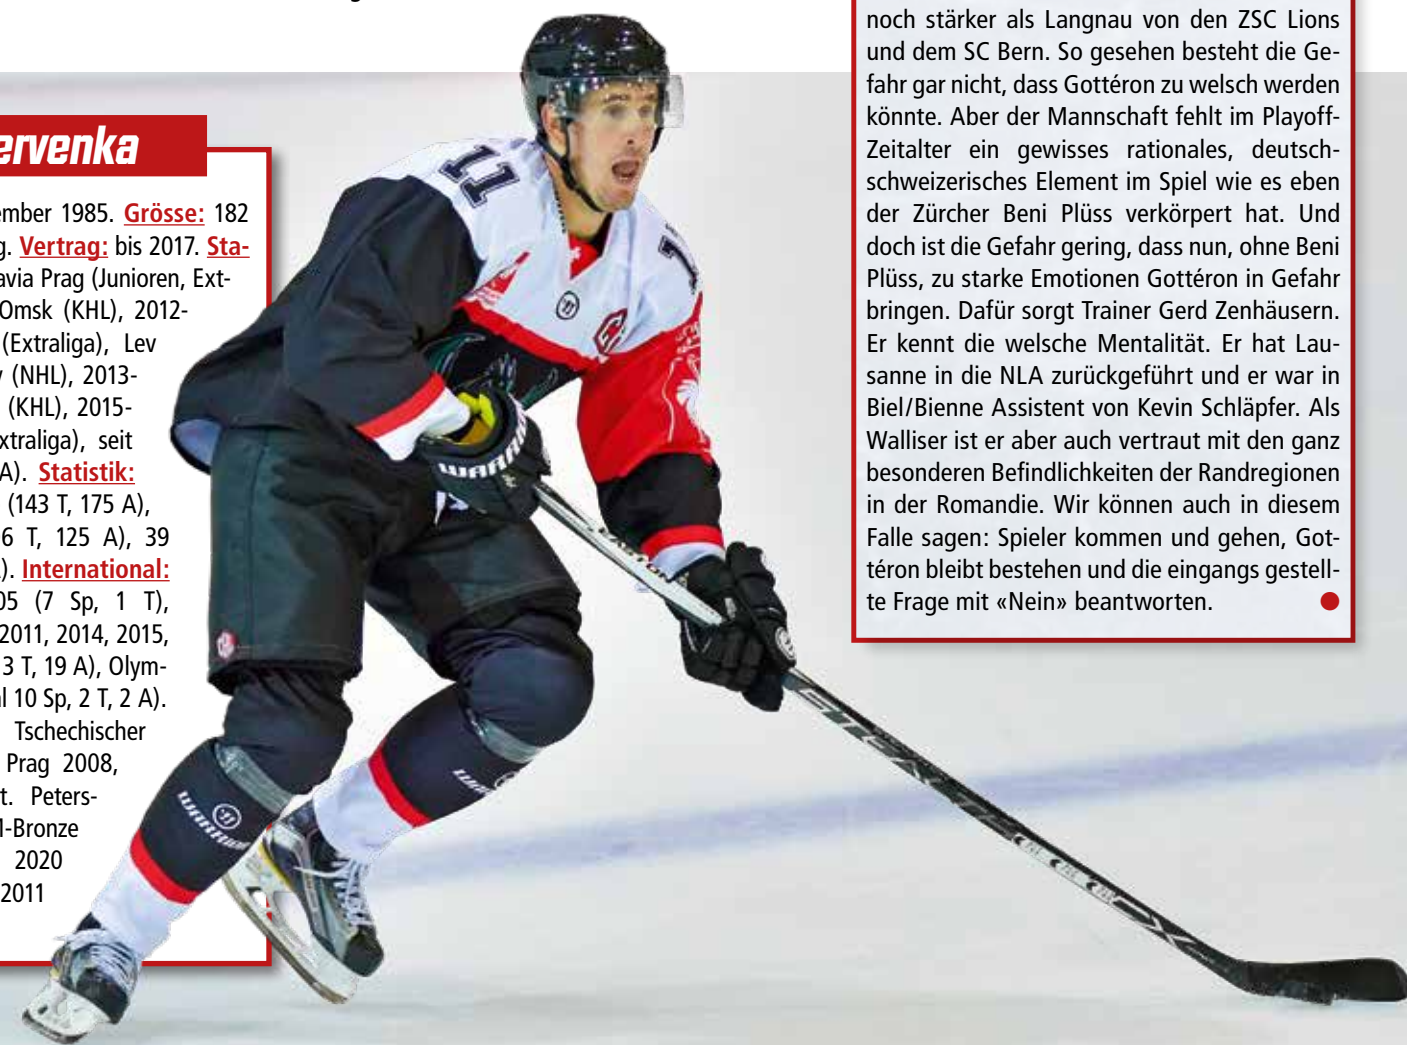 ervenka
ember 1985. Grösse: 182
g. Vertrag: bis 2017. Sta-
avia Prag (Junioren, Ext-
Omsk (KHL), 2012-
(Extraliga), Lev
(NHL), 2013-
(KHL), 2015-
xtraliga), seit
A). Statistik:
(143 T, 175 A),
6 T, 125 A), 39
). International:
05 (7 Sp, 1 T),
2011, 2014, 2015,
3 T, 19 A), Olym-
al 10 Sp, 2 T, 2 A).
Tschechischer
Prag 2008,
t. Peters-
M-Bronze
2020
2011
11
WARRIOR
noch stärker als Langnau von den ZSC Lions
und dem SC Bern. So gesehen besteht die Ge-
fahr gar nicht, dass Gottéron zu welsch werden
könnte. Aber der Mannschaft fehlt im Playoff-
Zeitalter ein gewisses rationales, deutsch-
schweizerisches Element im Spiel wie es eben
der Zürcher Beni Plüss verkörpert hat. Und
doch ist die Gefahr gering, dass nun, ohne Beni
Plüss, zu starke Emotionen Gottéron in Gefahr
bringen. Dafür sorgt Trainer Gerd Zenhäusern.
Er kennt die welsche Mentalität. Er hat Lau-
sanne in die NLA zurückgeführt und er war in
Biel/Bienne Assistent von Kevin Schläpfer. Als
Walliser ist er aber auch vertraut mit den ganz
besonderen Befindlichkeiten der Randregionen
in der Romandie. Wir können auch in diesem
Falle sagen: Spieler kommen und gehen, Got-
téron bleibt bestehen und die eingangs gestell-
te Frage mit «Nein» beantworten.